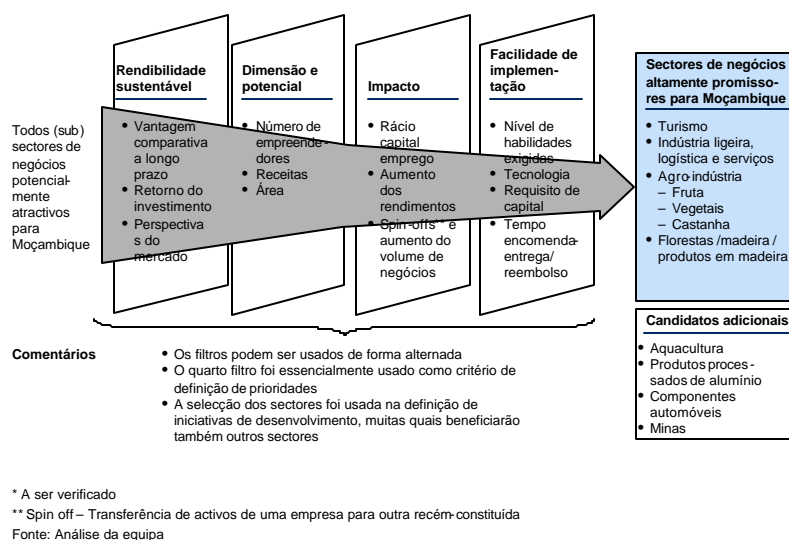 Todos (sub)
sectores de
negócios
potencial-
mente
atractivos
para
Moçambique
Rendibilidade
sustentável
• Vantagem
comparativa
a longo
prazo
• Retorno do
investimento
• Perspectiva
s do
mercado
Dimensão e
potencial
• Número de
empreende-
dores
• Receitas
• Área
Impacto
• Rácio
capital
emprego
• Aumento
dos
rendimentos
• Spin-offs** e
aumento do
volume de
negócios
Facilidade de
implemen-
tação
• Nível de
habilidades
exigidas
• Tecnologia
• Requisito de
capital
• Tempo
encomenda-
entrega/
reembolso
Sectores de negócios
altamente promisso-
res para Moçambique
• Turismo
• Indústria ligeira,
logística e serviços
• Agro-indústria
– Fruta
– Vegetais
– Castanha
• Florestas /madeira /
produtos em madeira
Candidatos adicionais
• Aquacultura
• Produtos proces-
sados de alumínio
• Componentes
automóveis
• Minas
Comentários
• Os filtros podem ser usados de forma alternada
• O quarto filtro foi essencialmente usado como critério de
definição de prioridades
• A selecção dos sectores foi usada na definição de
iniciativas de desenvolvimento, muitas quais beneficiarão
também outros sectores
* A ser verificado
** Spin off – Transferência de activos de uma empresa para outra recém-constituída
Fonte: Análise da equipa